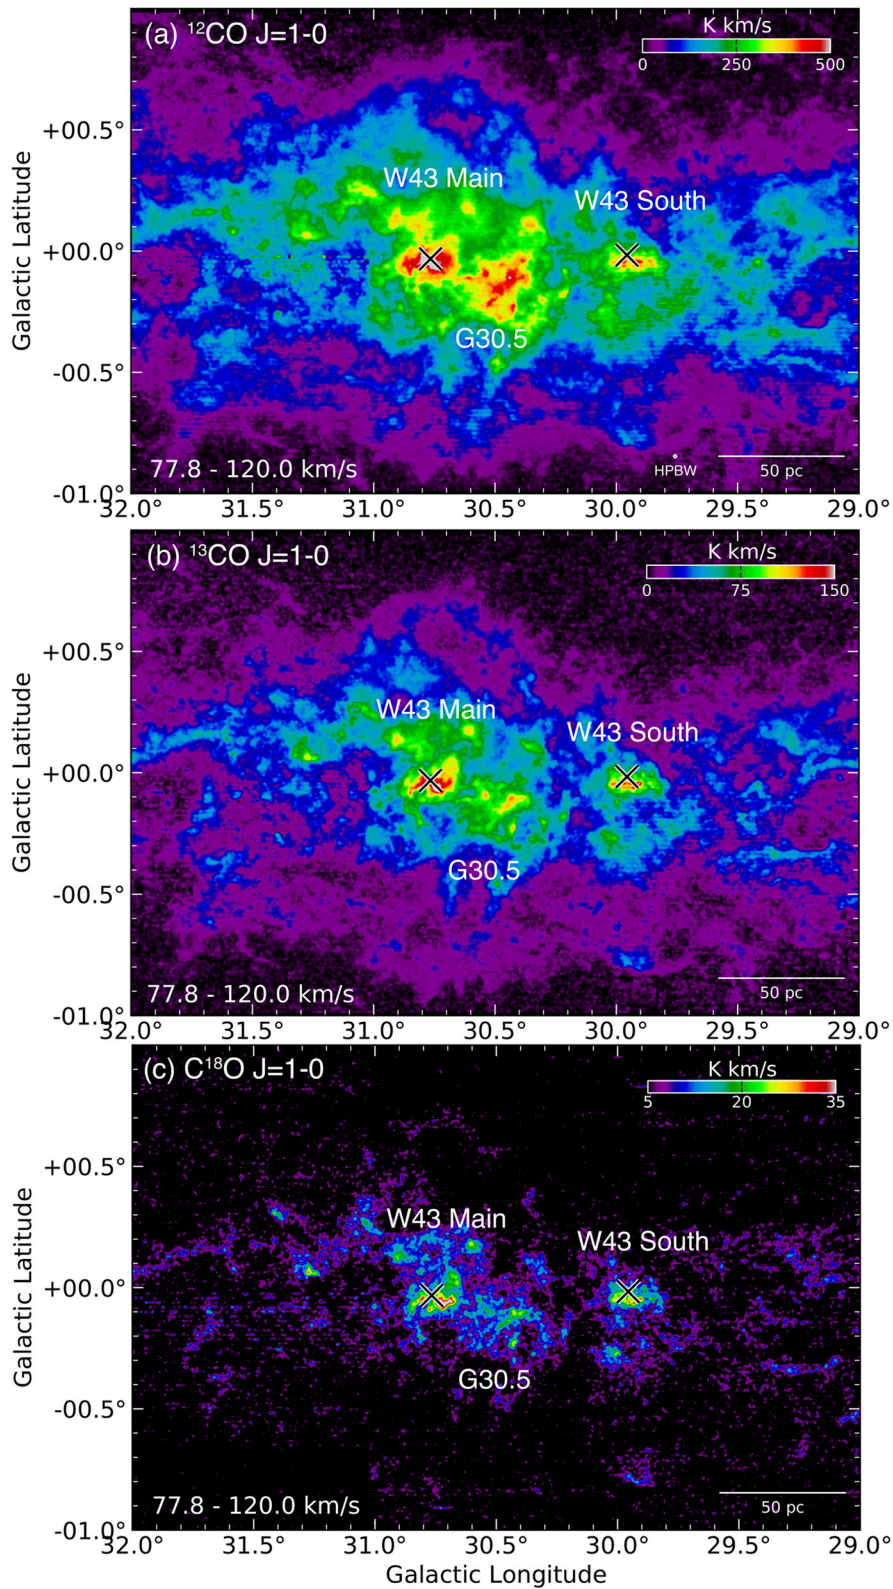 (a) ¹²CO J=1-0
K km/s
0 250 500
+00.5°
W43 Main
W43 South
+00.0°
Galactic Latitude
G30.5
-00.5°
77.8 - 120.0 km/s
HPBW
50 pc
-01.0°
32.0° 31.5° 31.0° 30.5° 30.0° 29.5° 29.0°
(b) ¹³CO J=1-0
K km/s
0 75 150
+00.5°
W43 Main
W43 South
+00.0°
Galactic Latitude
G30.5
-00.5°
77.8 - 120.0 km/s
50 pc
-01.0°
32.0° 31.5° 31.0° 30.5° 30.0° 29.5° 29.0°
(c) C¹⁸O J=1-0
K km/s
5 20 35
+00.5°
W43 Main
W43 South
+00.0°
Galactic Latitude
G30.5
-00.5°
77.8 - 120.0 km/s
50 pc
-01.0°
32.0° 31.5° 31.0° 30.5° 30.0° 29.5° 29.0°
Galactic Longitude